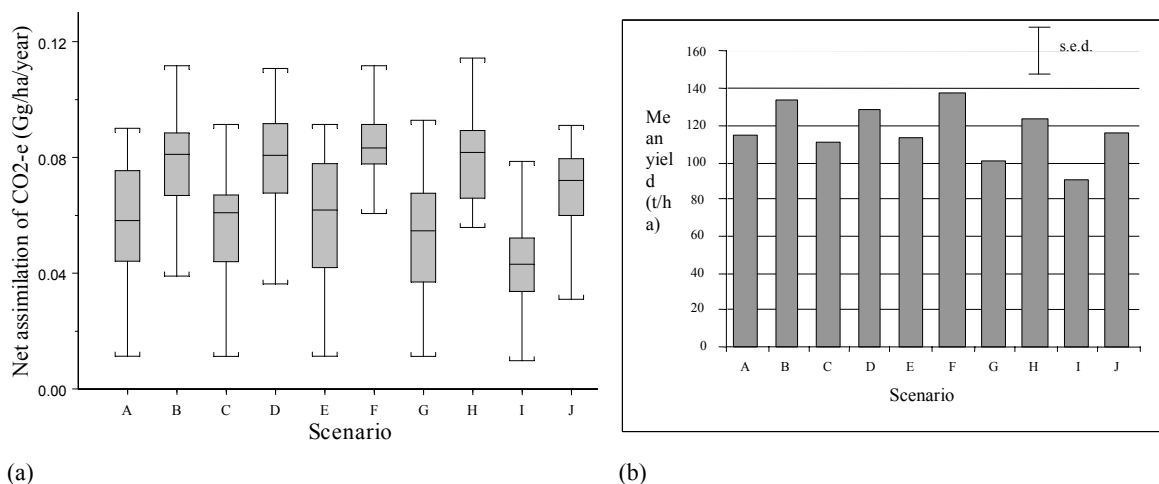 Net assimilation of CO2-e (Gg/ha/year)
0.12
0.08
0.04
0.00
A B C D E F G H I J
Scenario
(a)
Me
an
yiel
d
(t/h
a)
160
140
120
100
80
60
40
20
0
s.e.d.
A B C D E F G H I J
Scenario
(b)